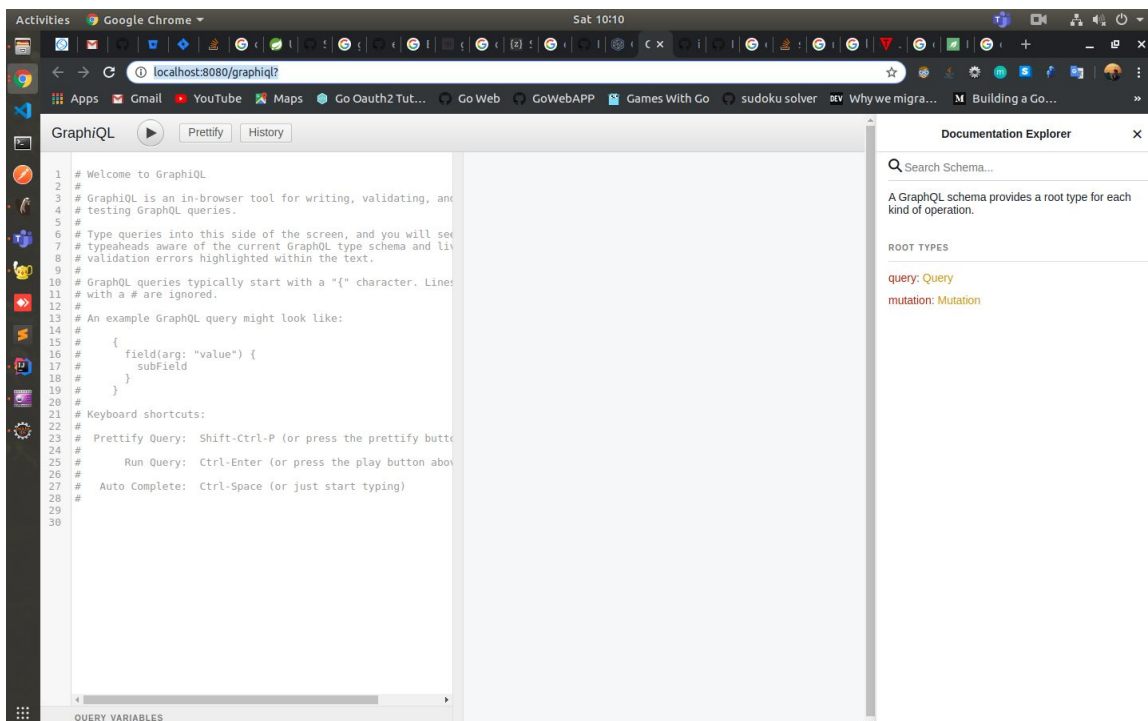 Activities Google Chrome Sat 10:10
localhost:8080/graphiql?
Apps Gmail YouTube Maps Go Oauth2 Tut... Go Web GoWebAPP Games With Go sudoku solver DEV Why we migra... Building a Go... »
GraphiQL Prettify History
1 # Welcome to GraphiQL
2 #
3 # GraphiQL is an in-browser tool for writing, validating, and
4 # testing GraphQL queries.
5 #
6 # Type queries into this side of the screen, and you will see
7 # typeaheads aware of the current GraphQL type schema and liv
8 # validation errors highlighted within the text.
9 #
10 # GraphQL queries typically start with a "{" character. Lines
11 # with a # are ignored.
12 #
13 # An example GraphQL query might look like:
14 #
15 #     {
16 #       field(arg: "value") {
17 #         subField
18 #       }
19 #     }
20 #
21 # Keyboard shortcuts:
22 #
23 #  Prettify Query:  Shift-Ctrl-P (or press the prettify butto
24 #
25 #       Run Query:  Ctrl-Enter (or press the play button abov
26 #
27 #   Auto Complete:  Ctrl-Space (or just start typing)
28 #
29
30
QUERY VARIABLES
Documentation Explorer
Search Schema...
A GraphQL schema provides a root type for each
kind of operation.
ROOT TYPES
query: Query
mutation: Mutation